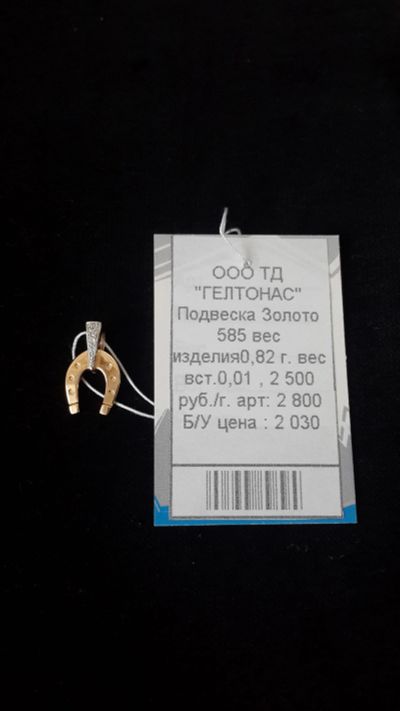 ООО ТД
"ГЕЛТОНАС"
Подвеска Золото
585 вес
изделия0,82 г. вес
вст.0,01 , 2 500
руб./г. арт: 2 800
Б/У цена : 2 030